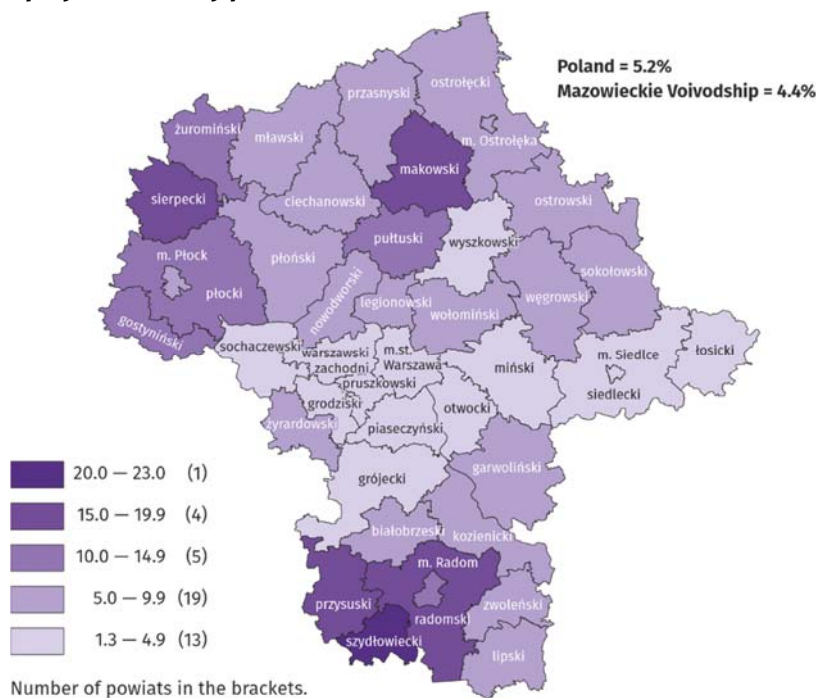 ostrołęcki
Poland = 5.2%
Mazowieckie Voivodship = 4.4%
przasnyski
żuromiński
mławski
m. Ostrołęka
makowski
sierpecki
ciechanowski
ostrowski
pułtuski
wyszkowski
m. Płock
płoński
sokołowski
płocki
nowodworski
legionowski
wołomiński
węgrowski
gostyniński
sochaczewski
warszawski
zachodni
m.st.
Warszawa
miński
m. Siedlce
łosicki
pruszkowski
siedlecki
grodziski
otwocki
żyrardowski
piaseczyński
garwoliński
grójecki
20.0 — 23.0 (1)
15.0 — 19.9 (4)
10.0 — 14.9 (5)
5.0 — 9.9 (19)
1.3 — 4.9 (13)
białobrzeski
kozienicki
m. Radom
przysuski
radomski
zwoleński
szydłowiecki
lipski
Number of powiats in the brackets.